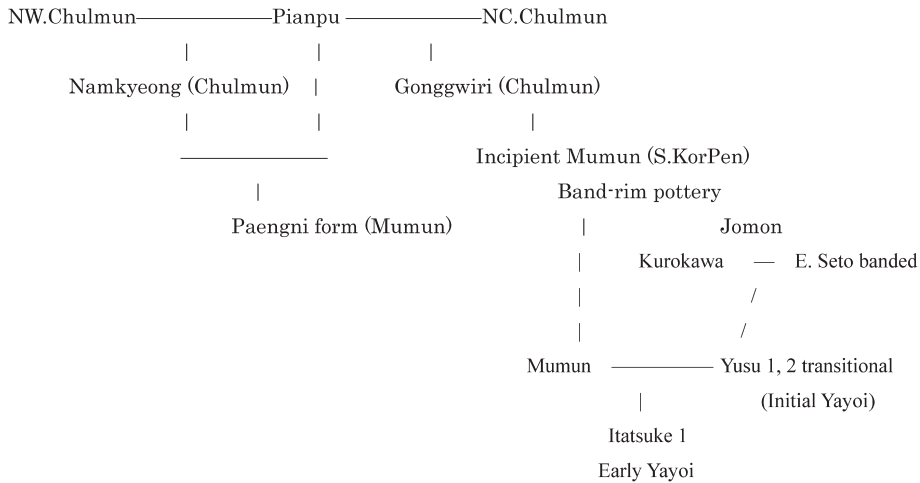 NW.Chulmun Pianpu NC.Chulmun
Namkyeong (Chulmun) Gonggwiri (Chulmun)
Incipient Mumun (S.KorPen)
Band-rim pottery
Paengni form (Mumun) Jomon
Kurokawa — E. Seto banded
Mumun Yusu 1, 2 transitional
(Initial Yayoi)
Itatsuke 1
Early Yayoi